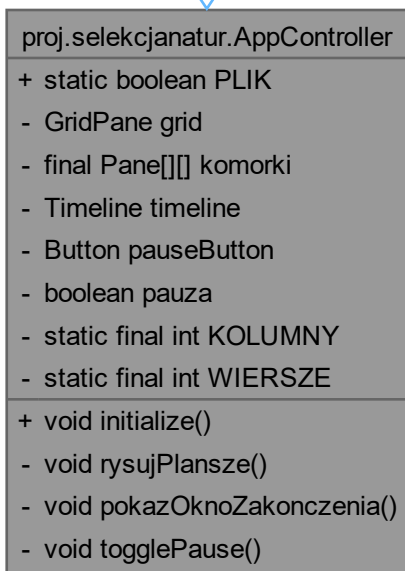 proj.selekcjanatur.AppController
+ static boolean PLIK
- GridPane grid
- final Pane[][] komorki
- Timeline timeline
- Button pauseButton
- boolean pauza
- static final int KOLUMNY
- static final int WIERSZE
+ void initialize()
- void rysujPlansze()
- void pokazOknoZakonczenia()
- void togglePause()